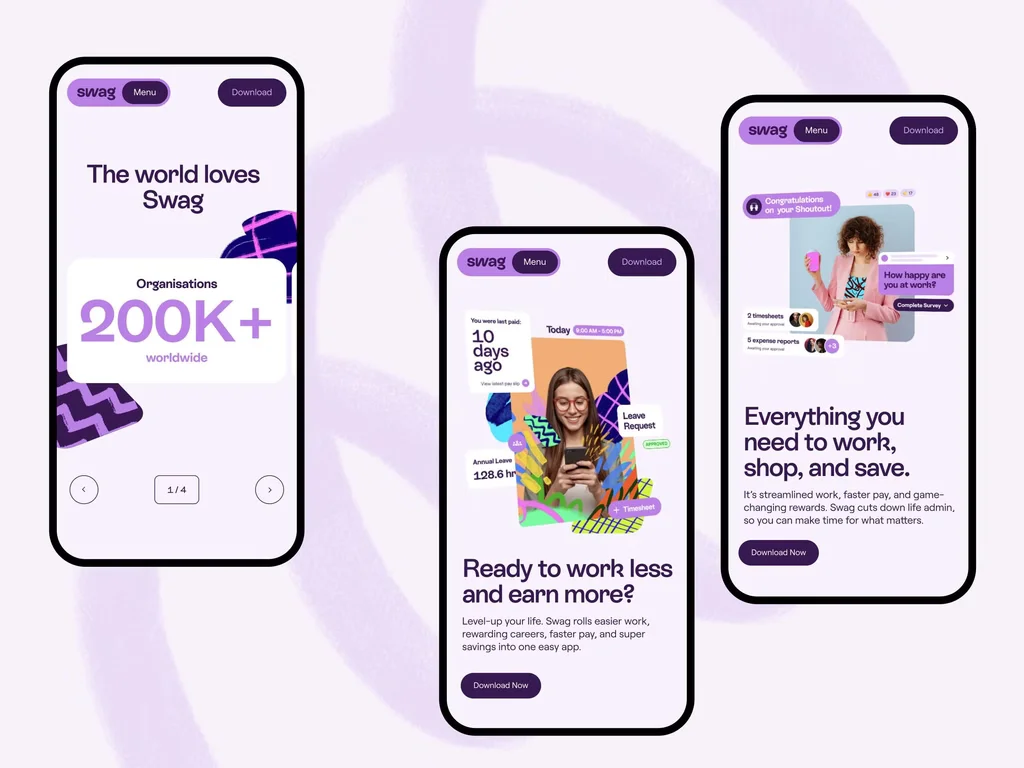 swag Menu Download
The world loves
Swag
Organisations
200K+
worldwide
1 / 4
swag Menu Download
You were last paid:
10
days
ago
View latest pay slip
Today 9:00 AM - 5:00 PM
Leave
Request
APPROVED
Annual Leave
128.6 hr
+ Timesheet
Ready to work less
and earn more?
Level-up your life. Swag rolls easier work,
rewarding careers, faster pay, and super
savings into one easy app.
Download Now
swag Menu Download
Congratulations
on your Shoutout!
How happy are
you at work?
Complete Survey
2 timesheets
Awaiting your approval
5 expense reports
Awaiting your approval
+3
Everything you
need to work,
shop, and save.
It's streamlined work, faster pay, and game-
changing rewards. Swag cuts down life admin,
so you can make time for what matters.
Download Now